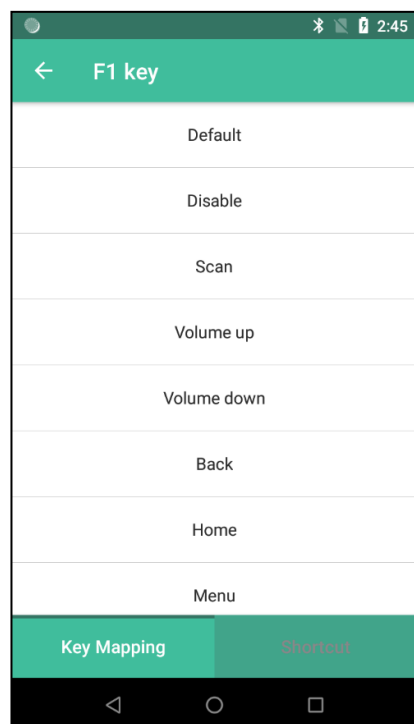 2:45
F1 key
Default
Disable
Scan
Volume up
Volume down
Back
Home
Menu
Key Mapping Shortcut